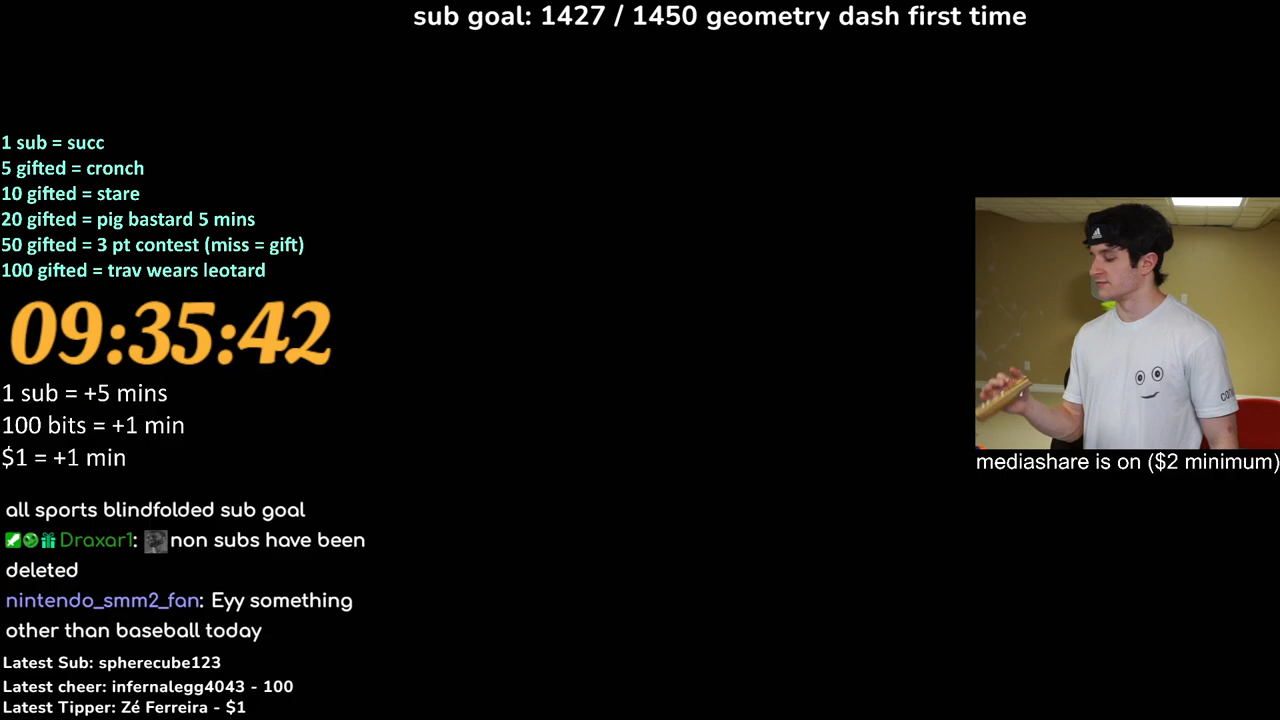 sub goal: 1427 / 1450 geometry dash first time
1 sub = succ
5 gifted = cronch
10 gifted = stare
20 gifted = pig bastard 5 mins
50 gifted = 3 pt contest (miss = gift)
100 gifted = trav wears leotard
09:35:42
1 sub = +5 mins
100 bits = +1 min
$1 = +1 min
mediashare is on ($2 minimum)
all sports blindfolded sub goal
Draxar1: non subs have been
deleted
nintendo_smm2_fan: Eyy something
other than baseball today
Latest Sub: spherecube123
Latest cheer: infernalegg4043 - 100
Latest Tipper: Zé Ferreira - $1